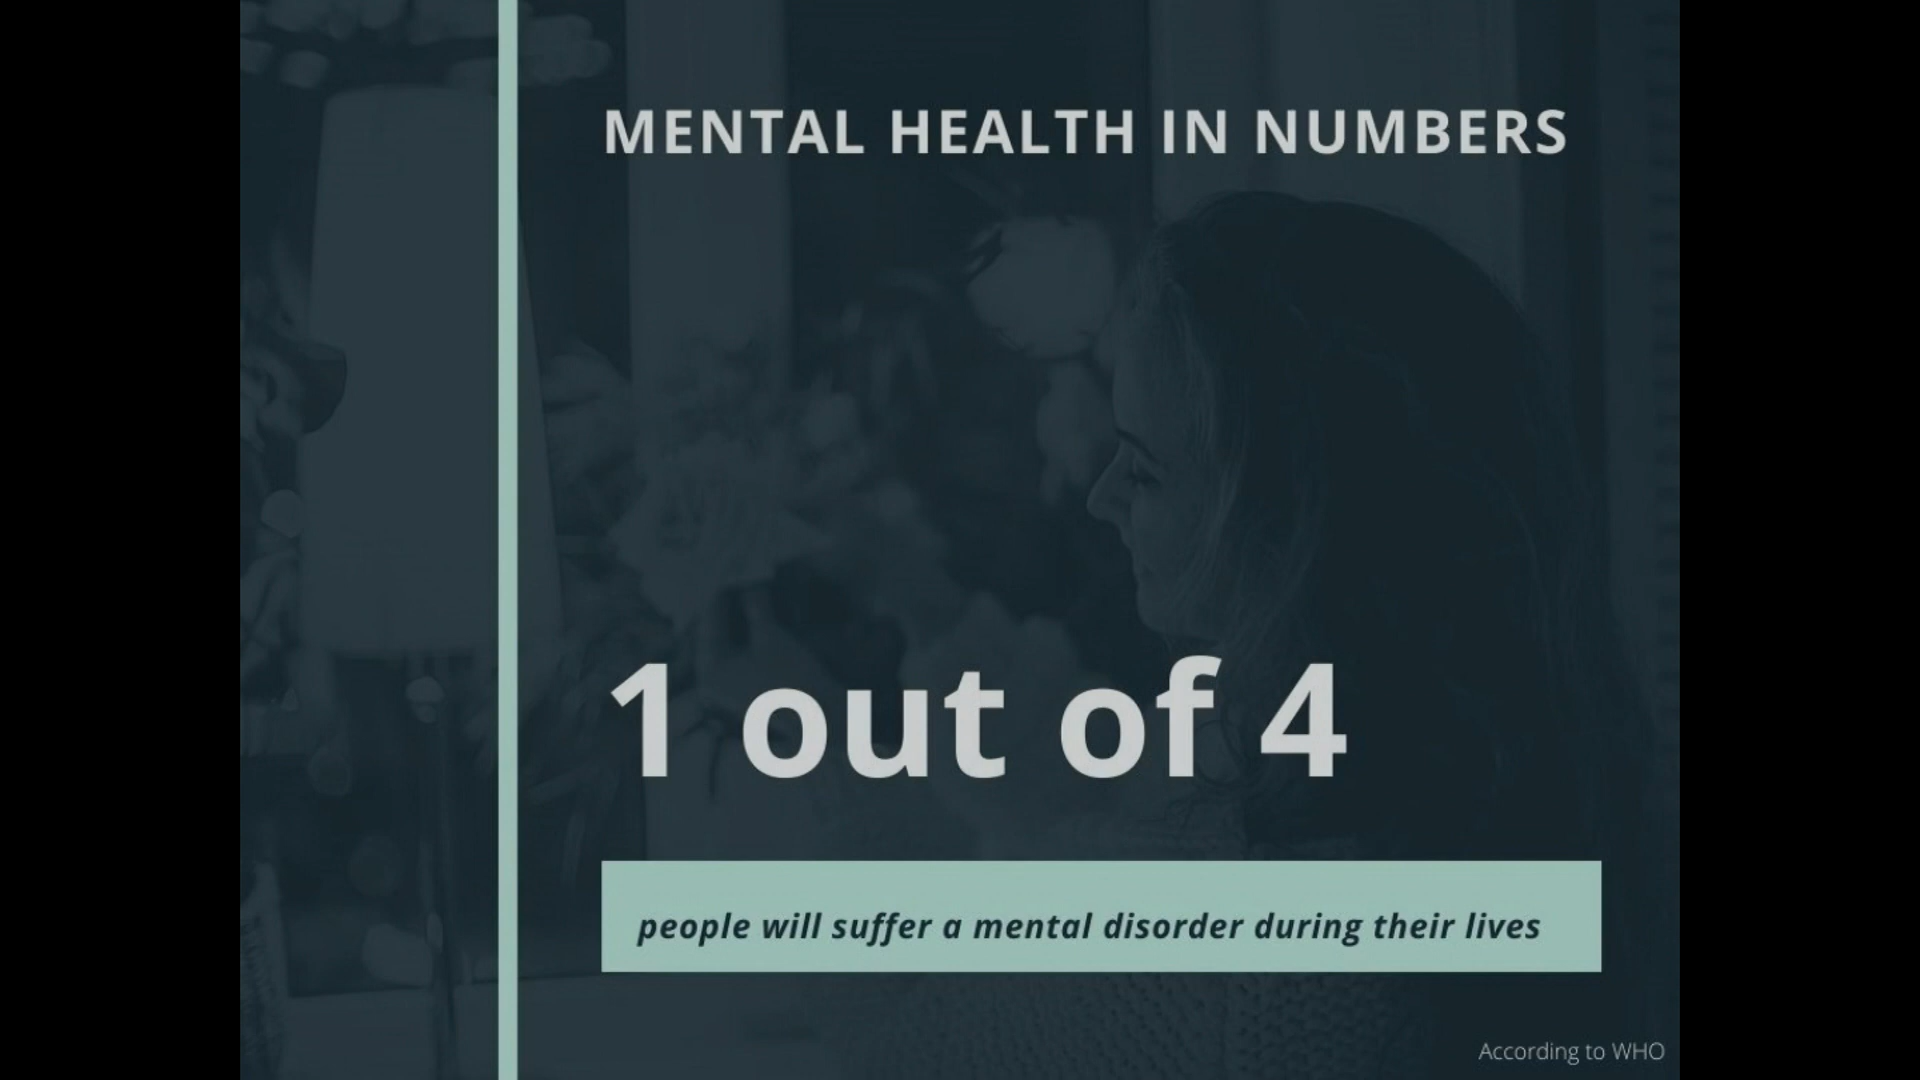 MENTAL HEALTH IN NUMBERS
1 out of 4
people will suffer a mental disorder during their lives
According to WHO